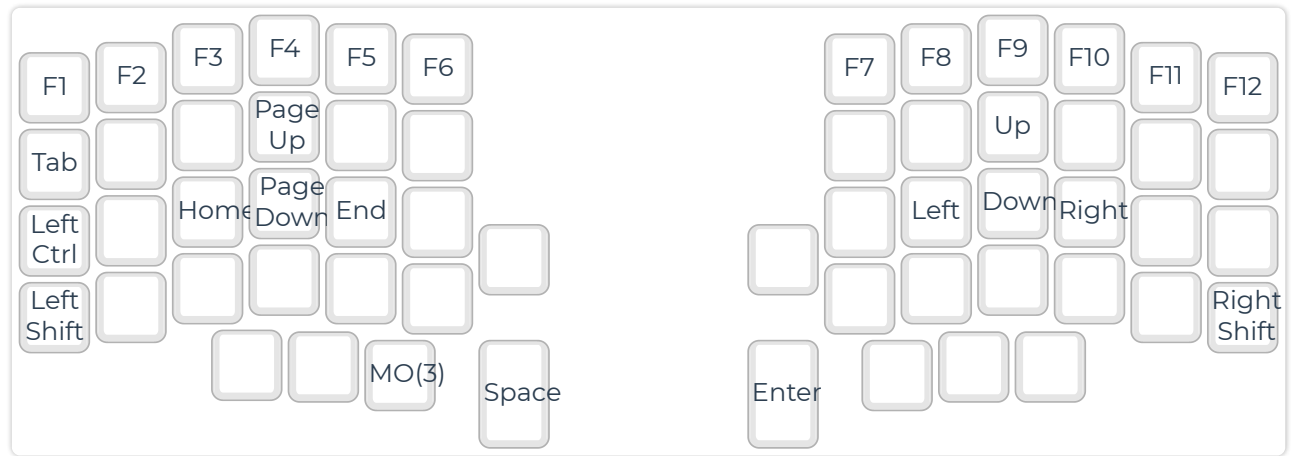 F1 F2 F3 F4 F5 F6 F7 F8 F9 F10 F11 F12
Tab Page
Up Up
Left
Ctrl Home Page
Down End Left Down Right
Left
Shift Right
Shift
MO(3) Space Enter